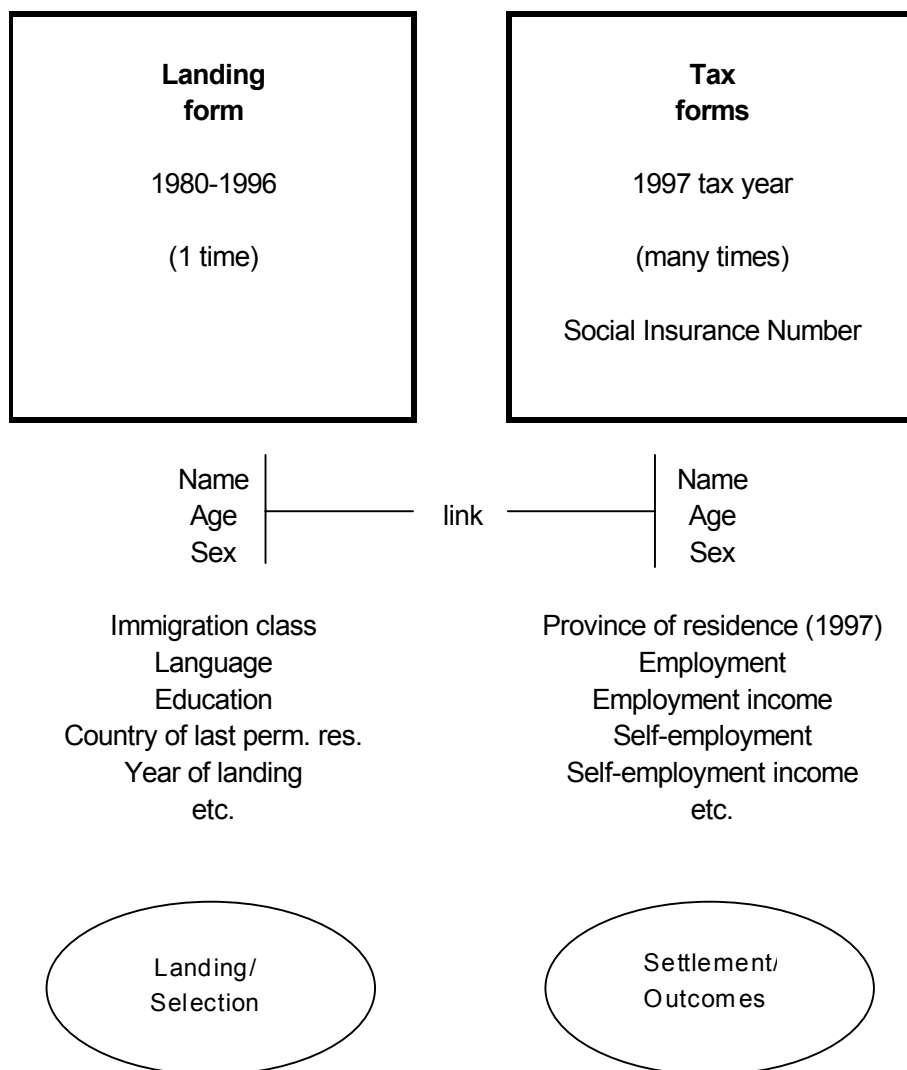 Landing
form
1980-1996
(1 time)
Tax
forms
1997 tax year
(many times)
Social Insurance Number
Name
Age
Sex
link
Name
Age
Sex
Immigration class
Language
Education
Country of last perm. res.
Year of landing
etc.
Province of residence (1997)
Employment
Employment income
Self-employment
Self-employment income
etc.
Landing/
Selection
Settlement/
Outcomes